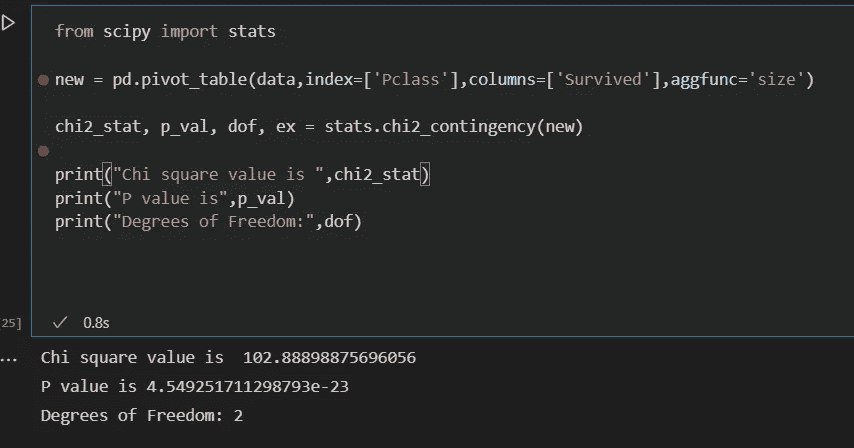 from scipy import stats
new = pd.pivot_table(data,index=['Pclass'],columns=['Survived'],aggfunc='size')
chi2_stat, p_val, dof, ex = stats.chi2_contingency(new)
print("Chi square value is ",chi2_stat)
print("P value is",p_val)
print("Degrees of Freedom:",dof)
25] ✓ 0.8s
... Chi square value is  102.88898875696056
P value is 4.549251711298793e-23
Degrees of Freedom: 2